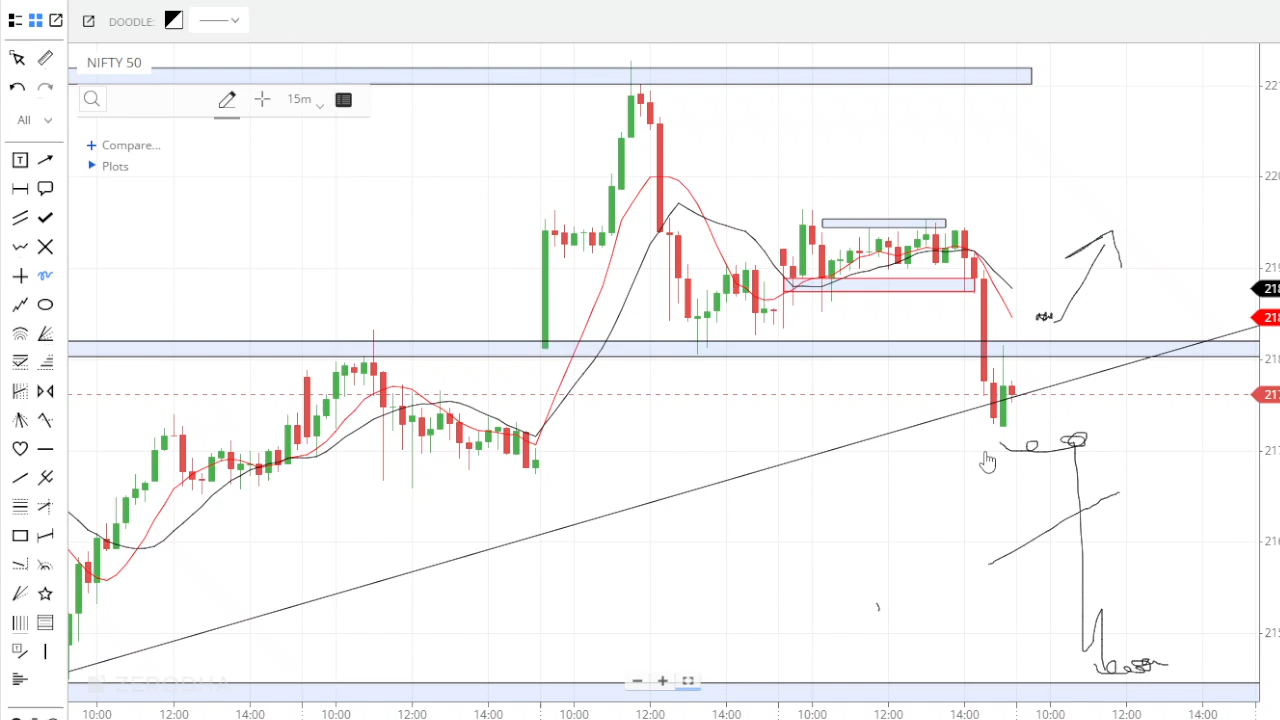 DOODLE:
NIFTY 50
15m
All
Compare...
Plots
T
ZERODHA
10:00 12:00 14:00 10:00 12:00 14:00 10:00 12:00 14:00 10:00 12:00 14:00 10:00 12:00 14:00